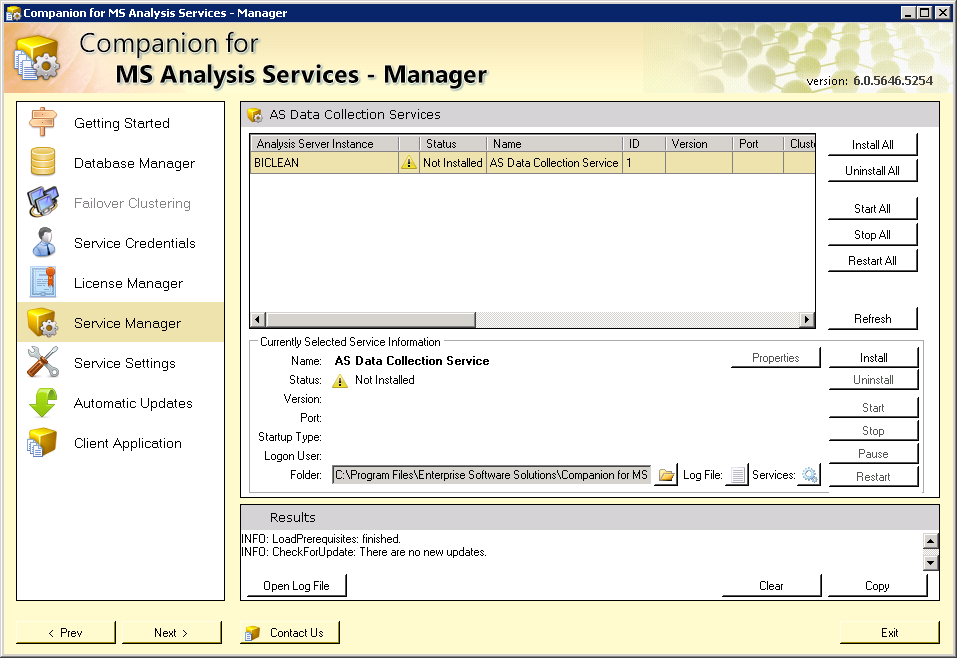 Companion for MS Analysis Services - Manager
Companion for
MS Analysis Services - Manager
version: 6.0.5646.5254
Getting Started
Database Manager
Failover Clustering
Service Credentials
License Manager
Service Manager
Service Settings
Automatic Updates
Client Application
AS Data Collection Services
Analysis Server Instance Status Name ID Version Port Cluste
BICLEAN Not Installed AS Data Collection Service 1
Install All
Uninstall All
Start All
Stop All
Restart All
Refresh
Currently Selected Service Information
Name: AS Data Collection Service
Status: Not Installed
Version:
Port:
Startup Type:
Logon User:
Folder: C:\Program Files\Enterprise Software Solutions\Companion for MS Log File: Services:
Properties
Install
Uninstall
Start
Stop
Pause
Restart
Results
INFO: LoadPrerequisites: finished.
INFO: CheckForUpdate: There are no new updates.
Open Log File Clear Copy
< Prev Next > Contact Us Exit